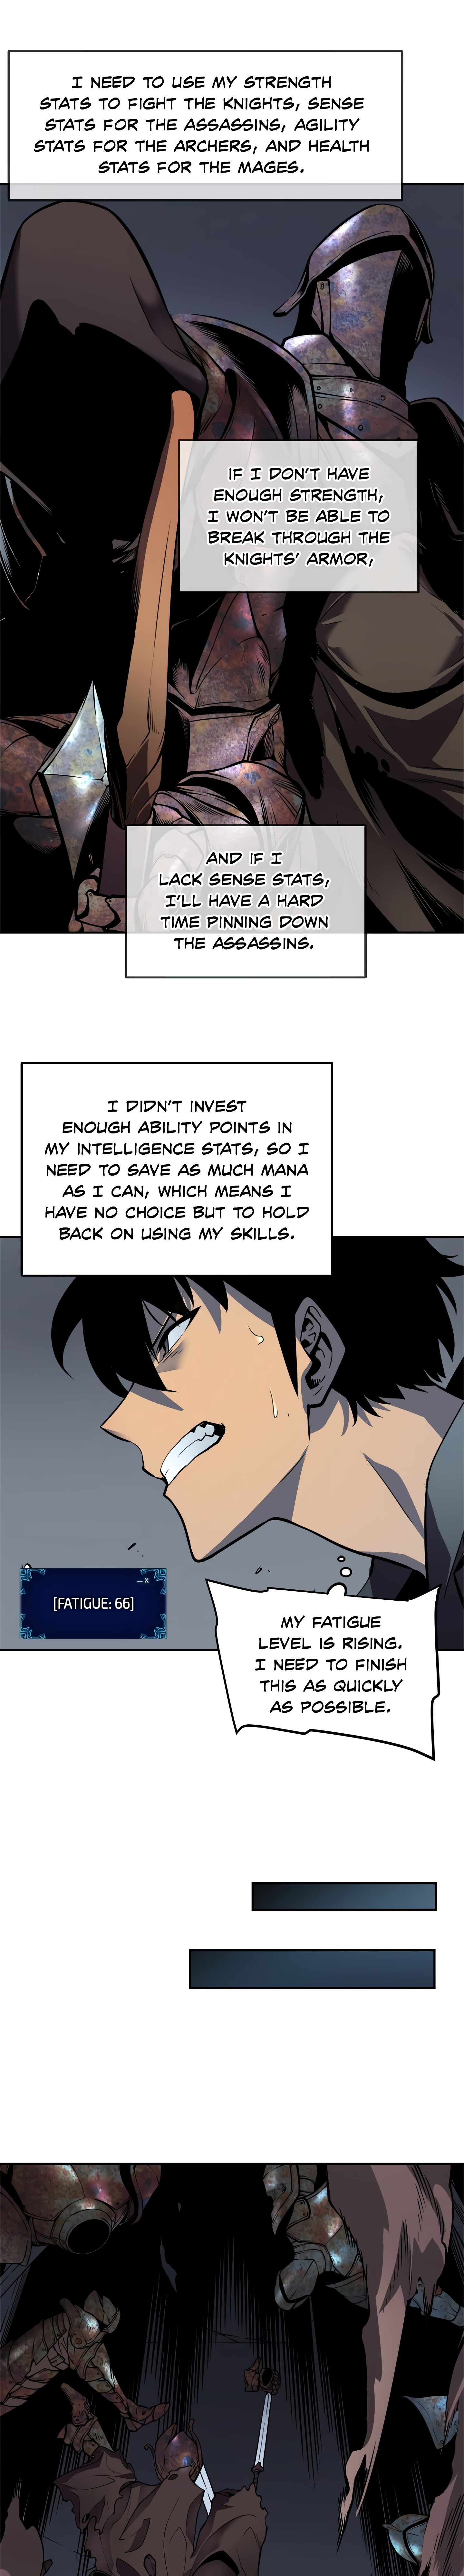 I NEED TO USE MY STRENGTH
STATS TO FIGHT THE KNIGHTS, SENSE
STATS FOR THE ASSASSINS, AGILITY
STATS FOR THE ARCHERS, AND HEALTH
STATS FOR THE MAGES.
IF I DON'T HAVE
ENOUGH STRENGTH,
I WON'T BE ABLE TO
BREAK THROUGH THE
KNIGHTS' ARMOR,
AND IF I
LACK SENSE STATS,
I'LL HAVE A HARD
TIME PINNING DOWN
THE ASSASSINS.
I DIDN'T INVEST
ENOUGH ABILITY POINTS IN
MY INTELLIGENCE STATS, SO I
NEED TO SAVE AS MUCH MANA
AS I CAN, WHICH MEANS I
HAVE NO CHOICE BUT TO HOLD
BACK ON USING MY SKILLS.
[FATIGUE: 66]
MY FATIGUE
LEVEL IS RISING.
I NEED TO FINISH
THIS AS QUICKLY
AS POSSIBLE.